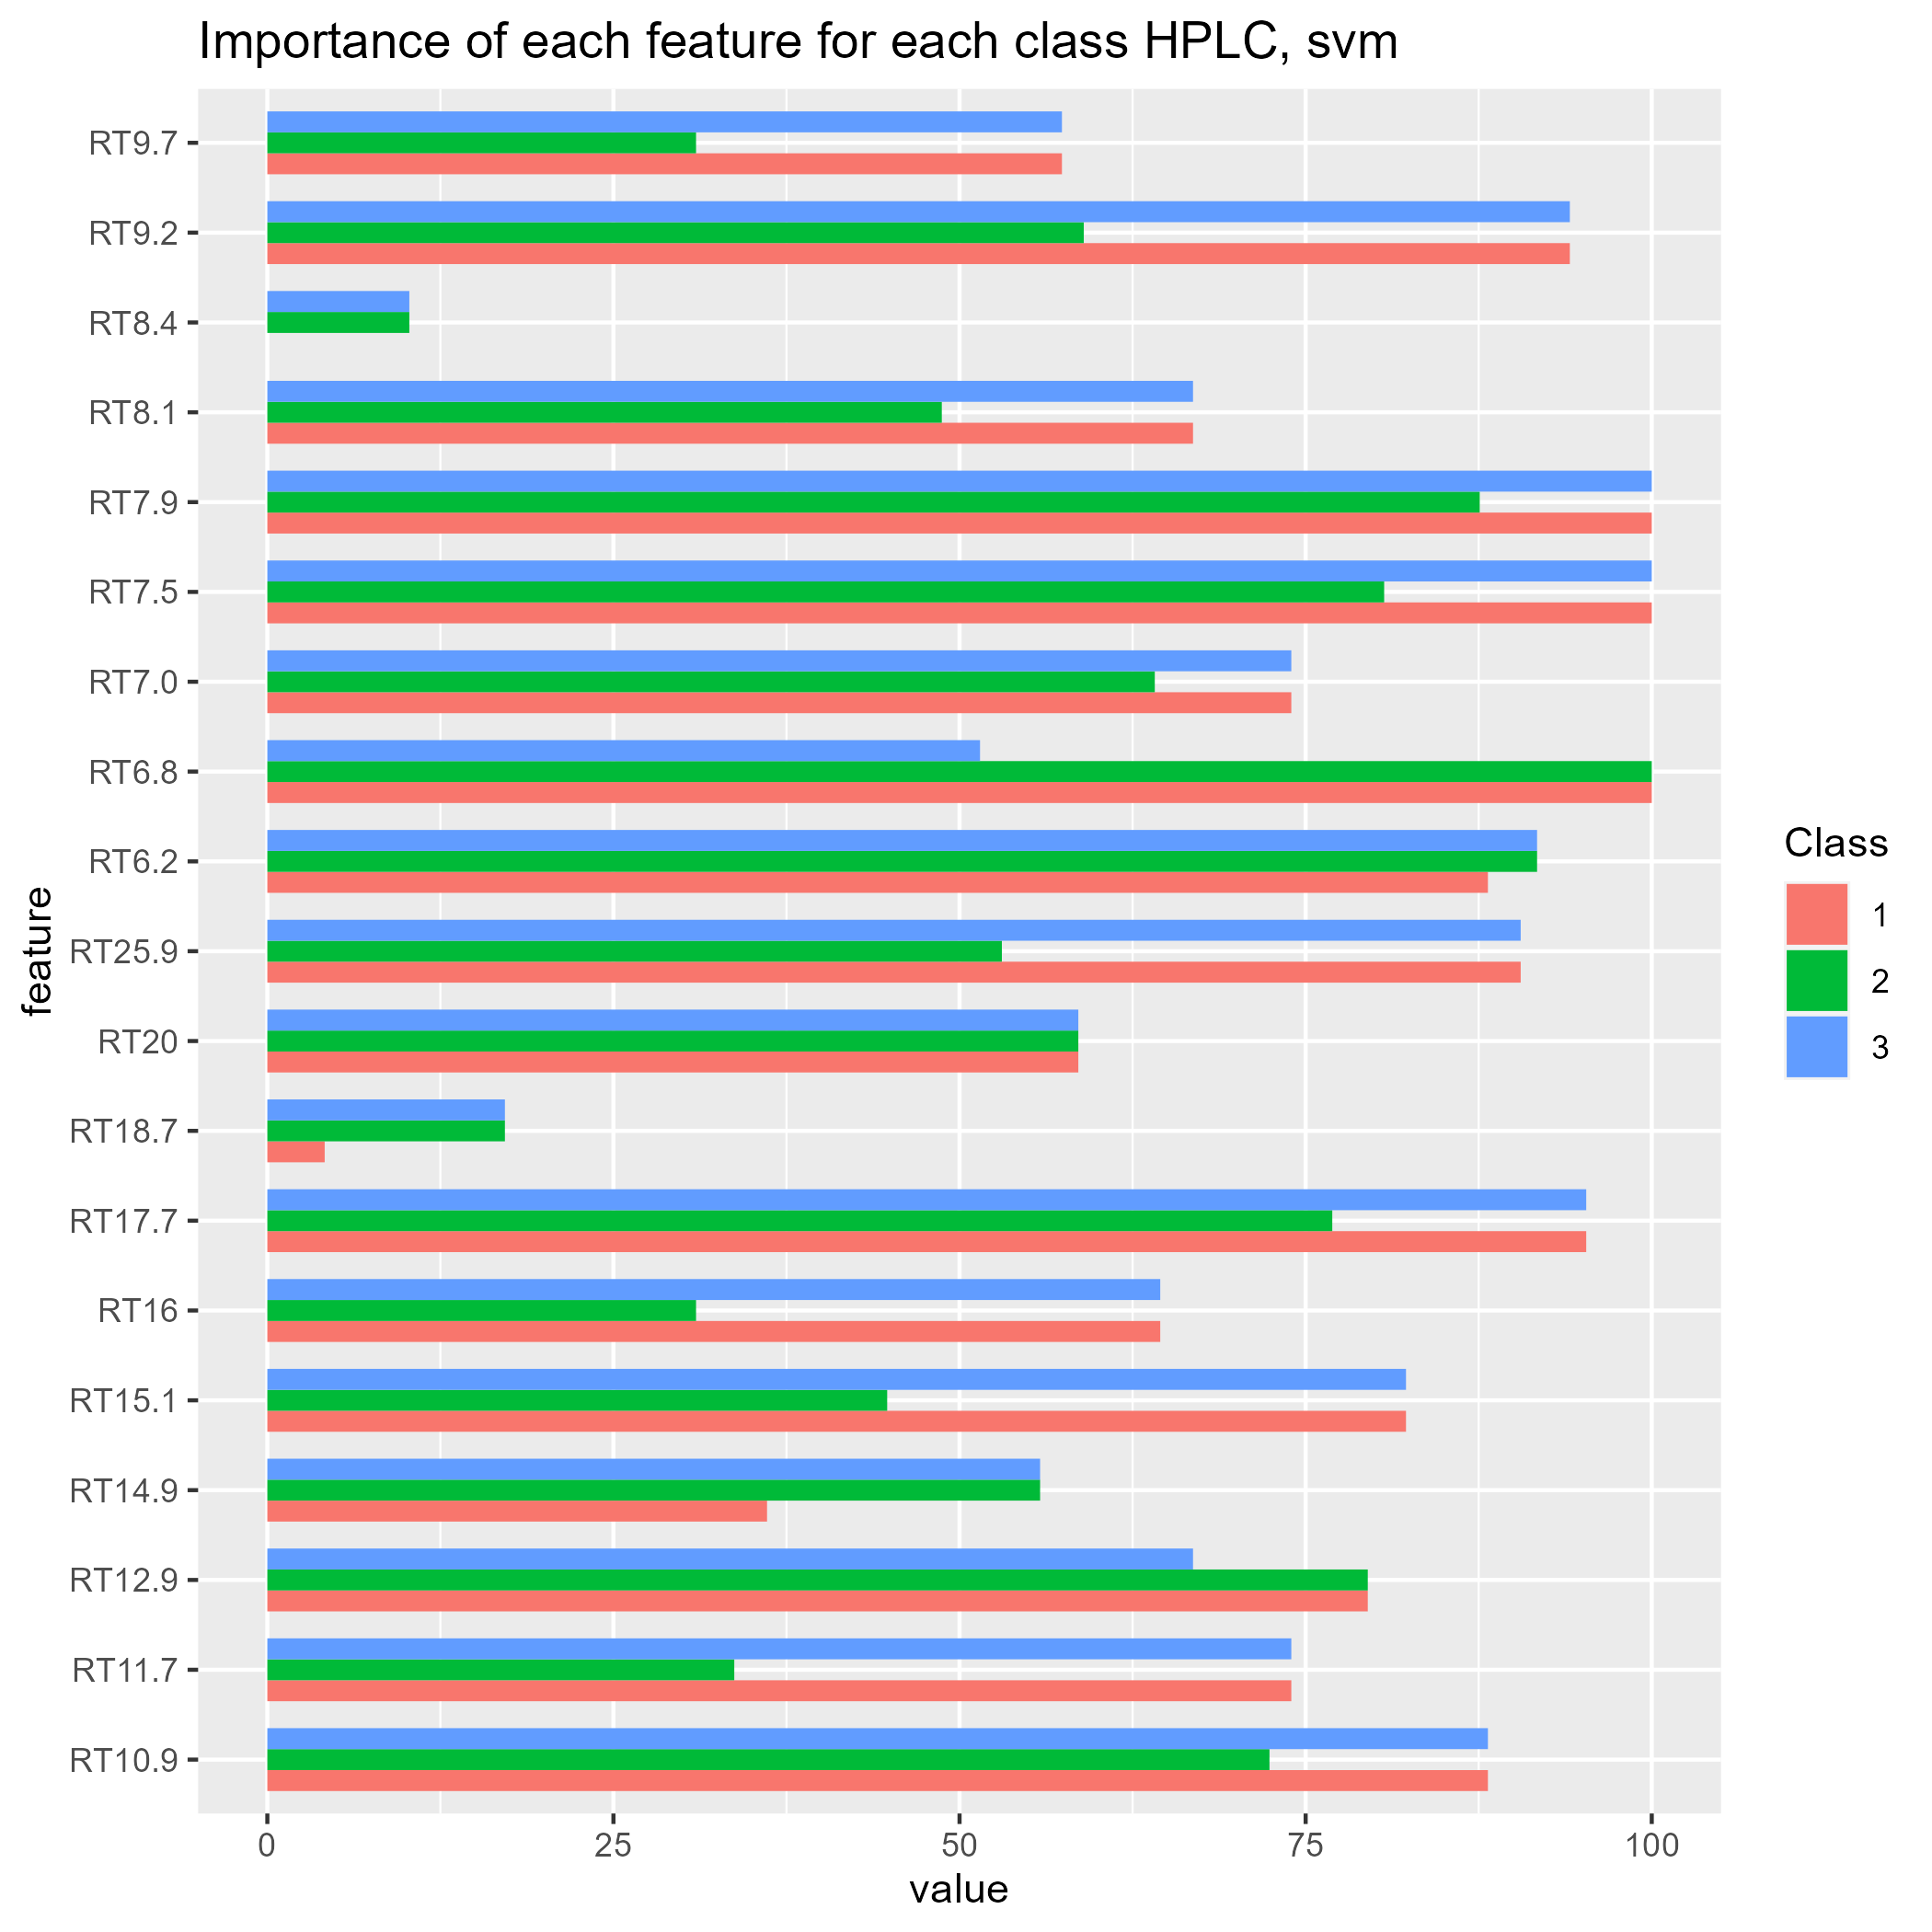 Importance of each feature for each class HPLC, svm
RT9.7
RT9.2
RT8.4
RT8.1
RT7.9
RT7.5
RT7.0
RT6.8
RT6.2
RT25.9
RT20
RT18.7
RT17.7
RT16
RT15.1
RT14.9
RT12.9
RT11.7
RT10.9
feature
0 25 50 75 100
value
Class
1
2
3